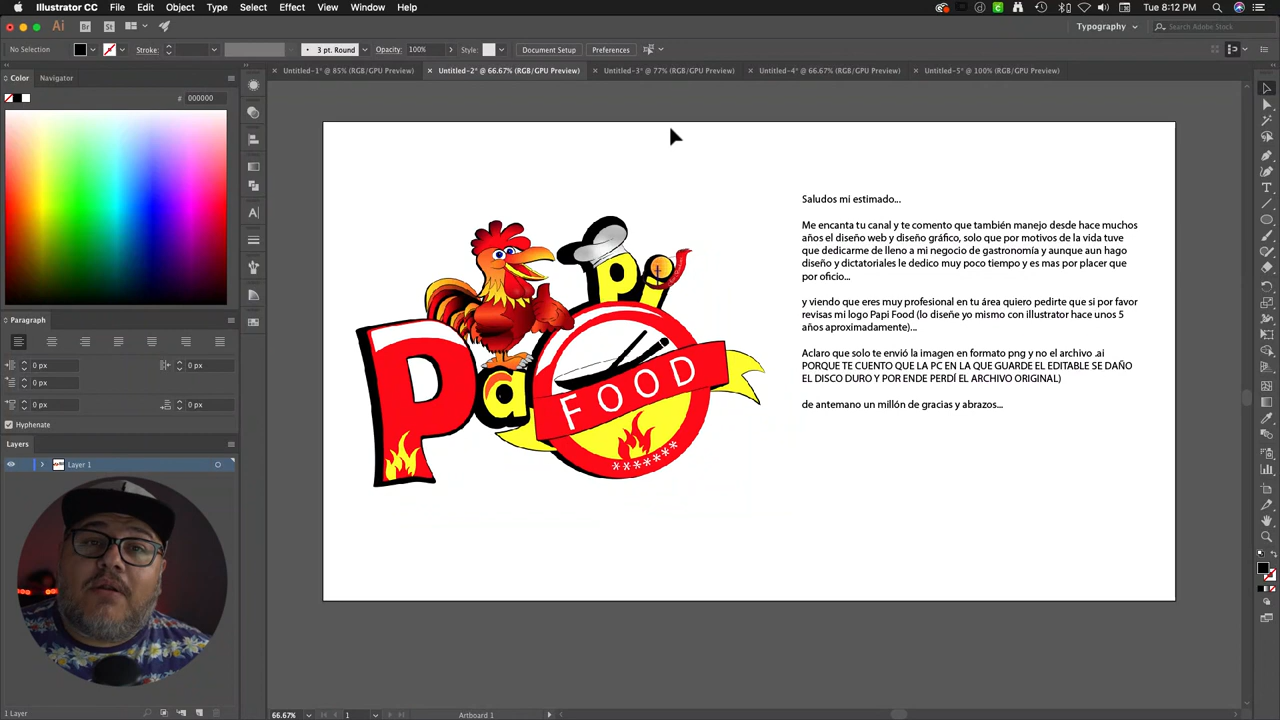 Illustrator CC File Edit Object Type Select Effect View Window Help
Tue 8:12 PM
Ai Br St
Typography
Search Adobe Stock
No Selection
Stroke:
3 pt. Round
Opacity: 100%
Style:
Document Setup
Preferences
Color Navigator
Untitled-1* @ 85% (RGB/GPU Preview)
Untitled-2* @ 66.67% (RGB/GPU Preview)
Untitled-3* @ 77% (RGB/GPU Preview)
Untitled-4* @ 66.67% (RGB/GPU Preview)
Untitled-5* @ 100% (RGB/GPU Preview)
# 000000
Paragraph
0 px 0 px
0 px
0 px 0 px
Hyphenate
Layers
Layer 1
1 Layer
Papi
FOOD
*******
Saludos mi estimado...
Me encanta tu canal y te comento que también manejo desde hace muchos
años el diseño web y diseño gráfico, solo que por motivos de la vida tuve
que dedicarme de lleno a mi negocio de gastronomía y aunque aun hago
diseño y dictatoriales le dedico muy poco tiempo y es mas por placer que
por oficio...
y viendo que eres muy profesional en tu área quiero pedirte que si por favor
revisas mi logo Papi Food (lo diseñe yo mismo con illustrator hace unos 5
años aproximadamente)...
Aclaro que solo te envió la imagen en formato png y no el archivo .ai
PORQUE TE CUENTO QUE LA PC EN LA QUE GUARDE EL EDITABLE SE DAÑO
EL DISCO DURO Y POR ENDE PERDÍ EL ARCHIVO ORIGINAL)
de antemano un millón de gracias y abrazos...
66.67%
1
Artboard 1